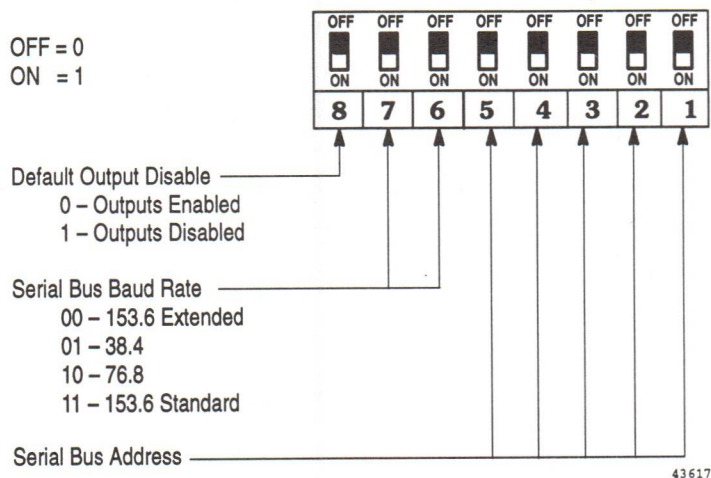 OFF OFF OFF OFF OFF OFF OFF OFF
OFF = 0
ON = 1
ON ON ON ON ON ON ON ON
8 7 6 5 4 3 2 1
Default Output Disable
0 – Outputs Enabled
1 – Outputs Disabled
Serial Bus Baud Rate
00 – 153.6 Extended
01 – 38.4
10 – 76.8
11 – 153.6 Standard
Serial Bus Address
43617